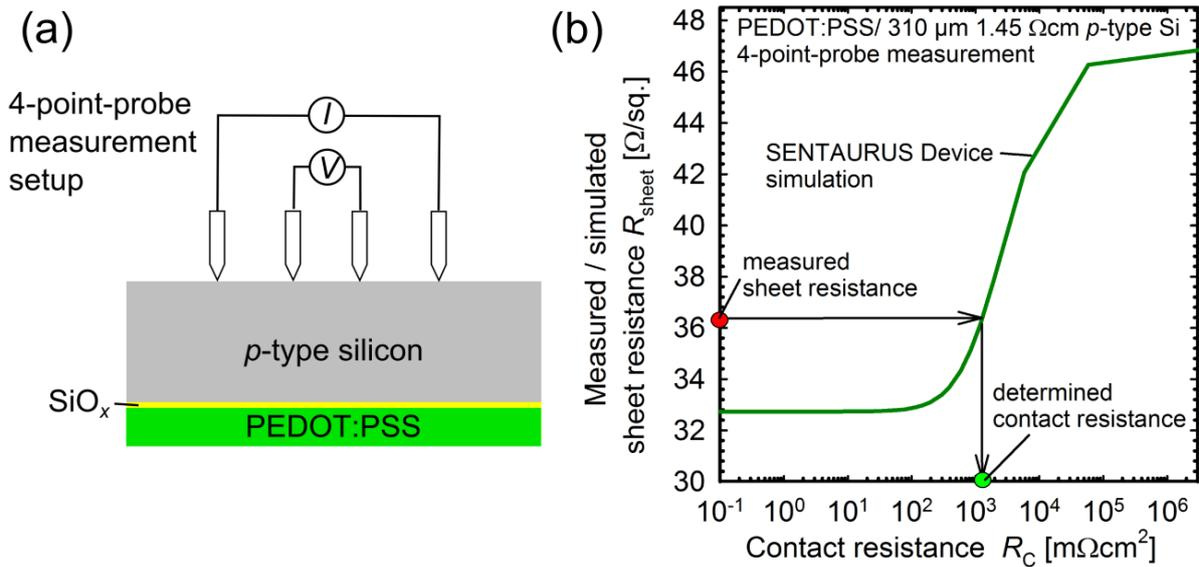 (a)
4-point-probe
measurement
setup
I
V
p-type silicon
SiOx
PEDOT:PSS
(b)
Measured / simulated
sheet resistance Rsheet [Ω/sq.]
48
46
44
42
40
38
36
34
32
30
PEDOT:PSS/ 310 µm 1.45 Ωcm p-type Si
4-point-probe measurement
SENTAURUS Device
simulation
measured
sheet resistance
determined
contact resistance
10⁻¹ 10⁰ 10¹ 10² 10³ 10⁴ 10⁵ 10⁶
Contact resistance RC [mΩcm²]